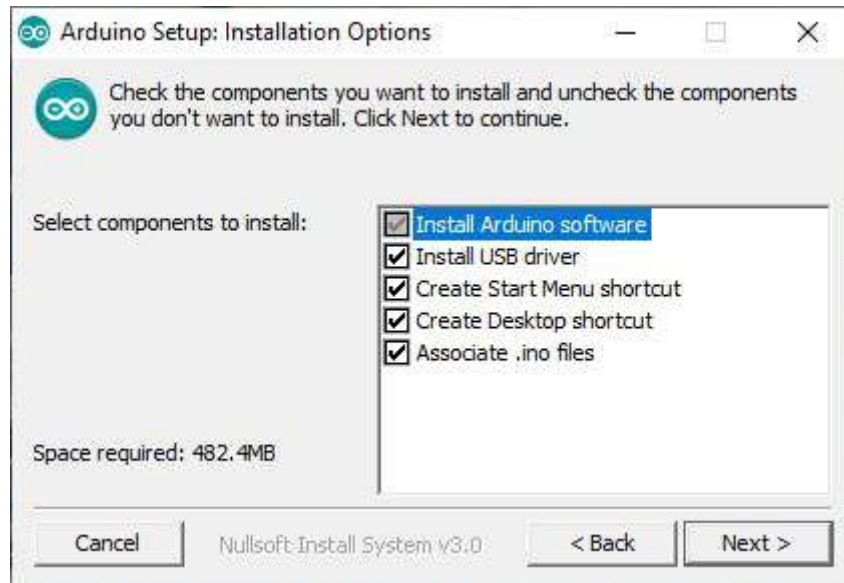 Arduino Setup: Installation Options
Check the components you want to install and uncheck the components
you don't want to install. Click Next to continue.
Select components to install:
Install Arduino software
Install USB driver
Create Start Menu shortcut
Create Desktop shortcut
Associate .ino files
Space required: 482.4MB
Cancel
Nullsoft Install System v3.0
< Back
Next >